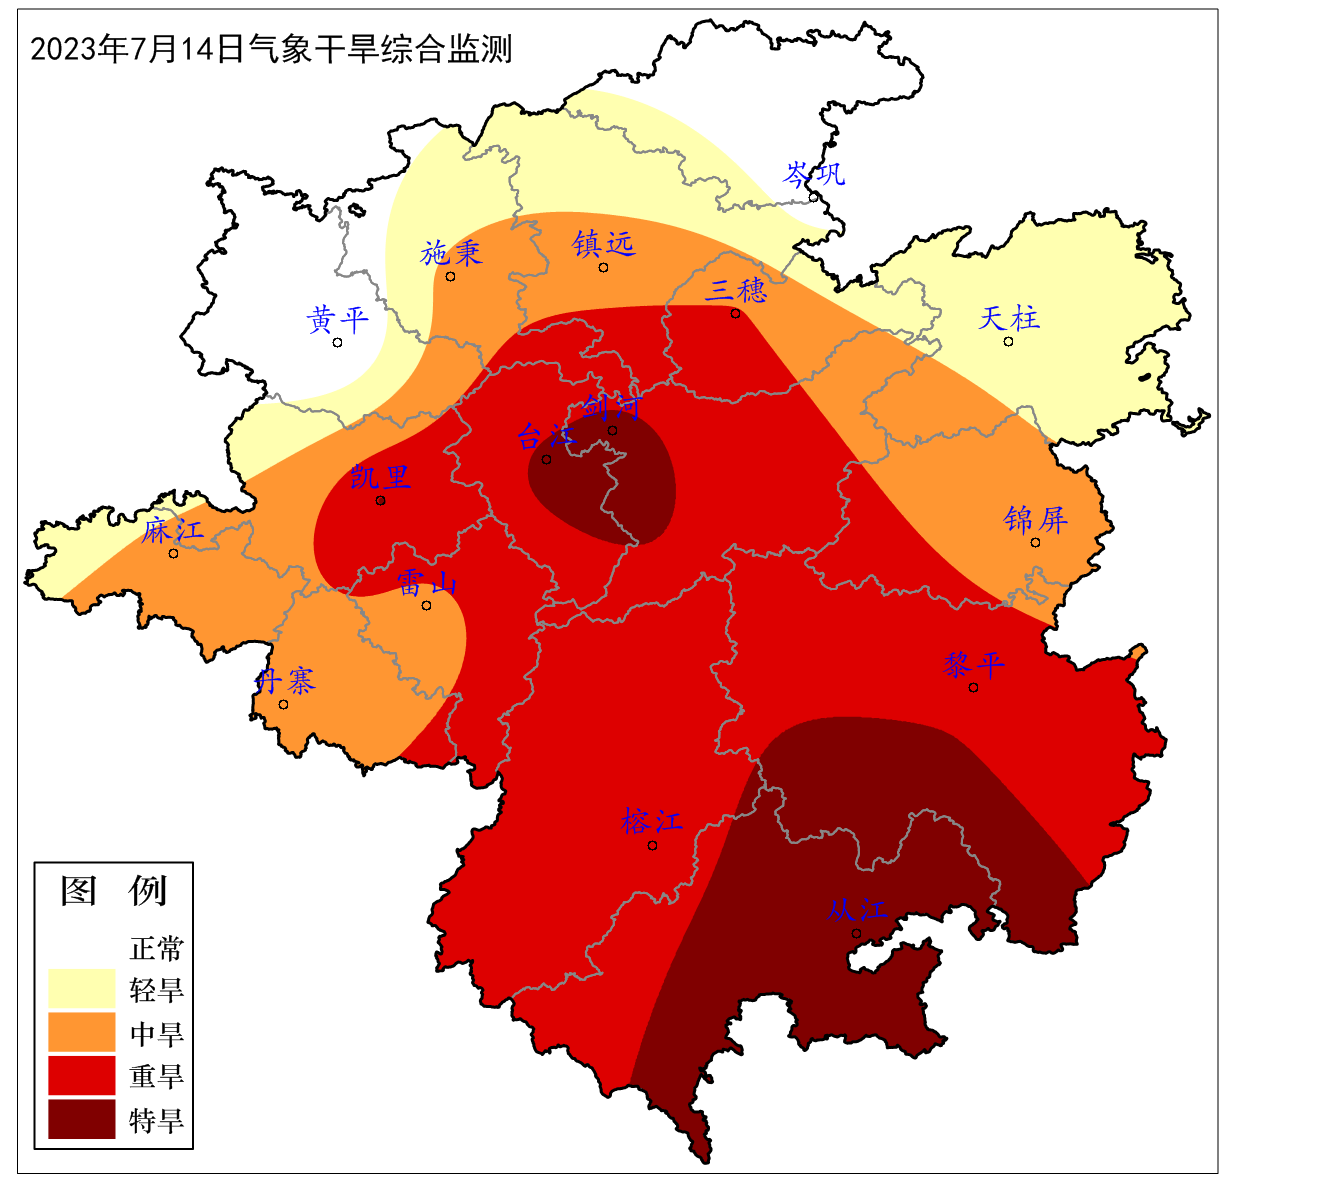 2023年7月14日气象干旱综合监测
岑巩
施秉
镇远
三穗
天柱
黄平
剑河
台江
凯里
麻江
锦屏
雷山
丹寨
黎平
榕江
从江
图 例
正常
轻旱
中旱
重旱
特旱